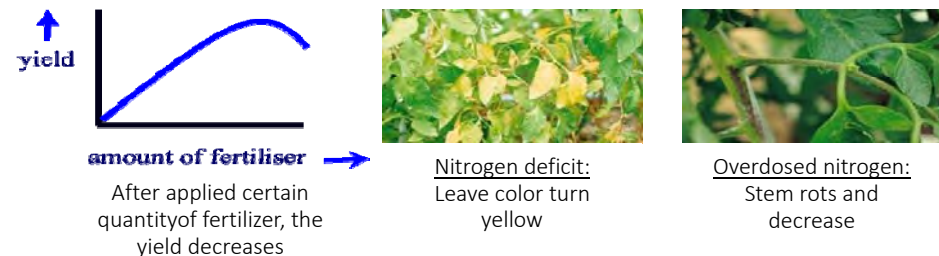 yield
amount of fertiliser
After applied certain
quantityof fertilizer, the
yield decreases
Nitrogen deficit:
Leave color turn
yellow
Overdosed nitrogen:
Stem rots and
decrease